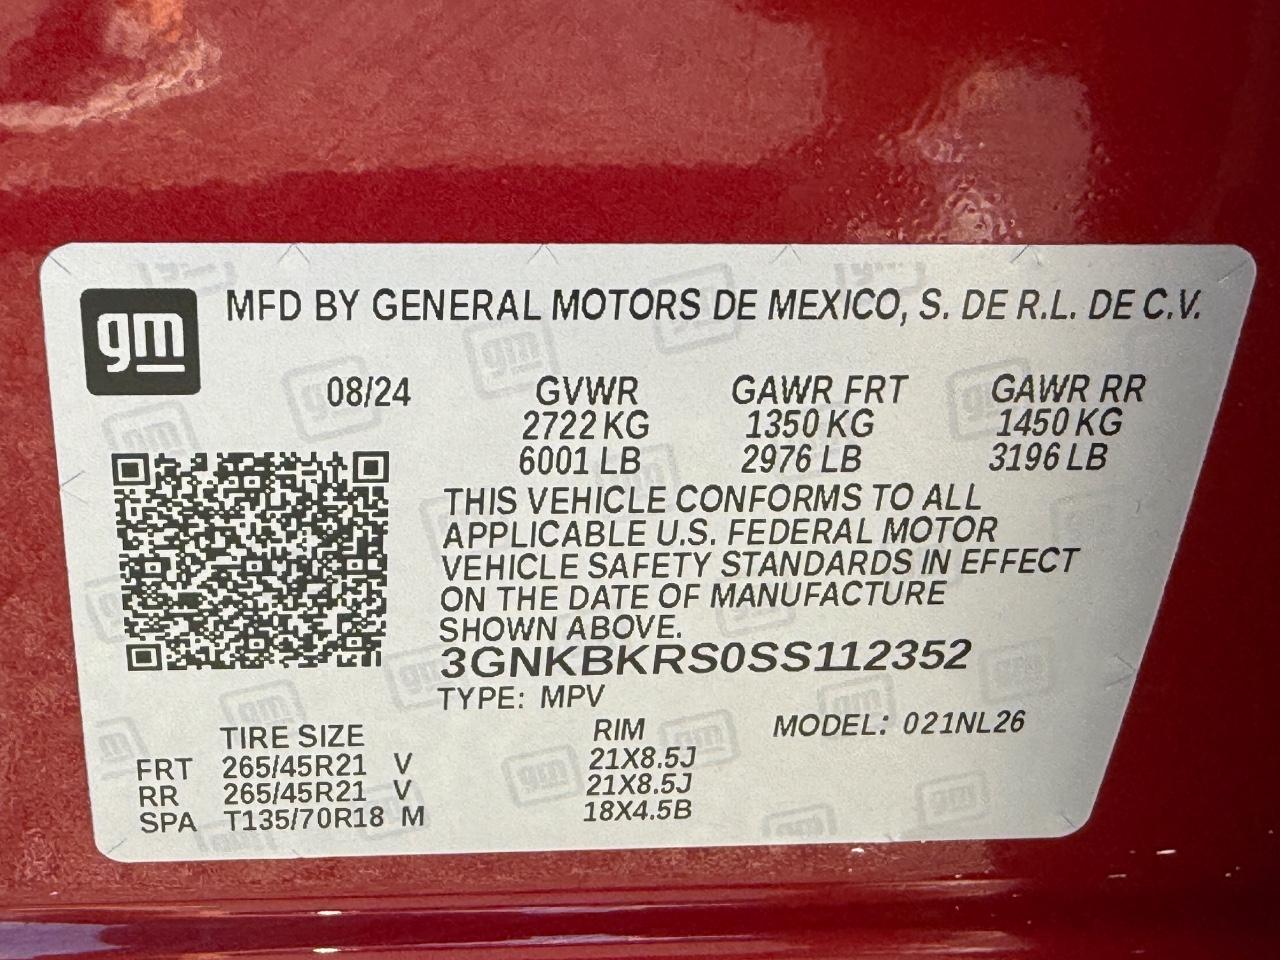 gm
MFD BY GENERAL MOTORS DE MEXICO, S. DE R.L. DE C.V.
08/24 GVWR GAWR FRT GAWR RR
2722 KG 1350 KG 1450 KG
6001 LB 2976 LB 3196 LB
THIS VEHICLE CONFORMS TO ALL
APPLICABLE U.S. FEDERAL MOTOR
VEHICLE SAFETY STANDARDS IN EFFECT
ON THE DATE OF MANUFACTURE
SHOWN ABOVE.
3GNKBKRS0SS112352
TYPE: MPV
TIRE SIZE RIM MODEL: 021NL26
FRT 265/45R21 V 21X8.5J
RR 265/45R21 V 21X8.5J
SPA T135/70R18 M 18X4.5B